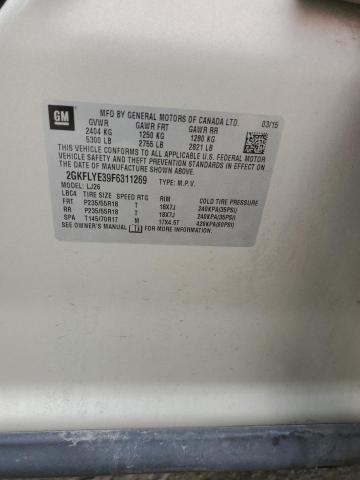 GM
MFD BY GENERAL MOTORS OF CANADA LTD. 03/15
GVWR GAWR FRT GAWR RR
2404 KG 1250 KG 1280 KG
5300 LB 2755 LB 2821 LB
THIS VEHICLE CONFORMS TO ALL APPLICABLE U.S. FEDERAL MOTOR
VEHICLE SAFETY, BUMPER, AND THEFT PREVENTION STANDARDS IN EFFECT
ON THE DATE OF MANUFACTURE SHOWN ABOVE.
2GKFLYE39F6311269 TYPE: M.P.V.
MODEL: LJ26
LBC4 TIRE SIZE SPEED RTG RIM COLD TIRE PRESSURE
FRT P235/55R18 T 18X7J 240KPA(35PSI)
RR P235/55R18 T 18X7J 240KPA(35PSI)
SPA T145/70R17 M 17X4.5T 420KPA(60PSI)
SEE OWNER'S MANUAL